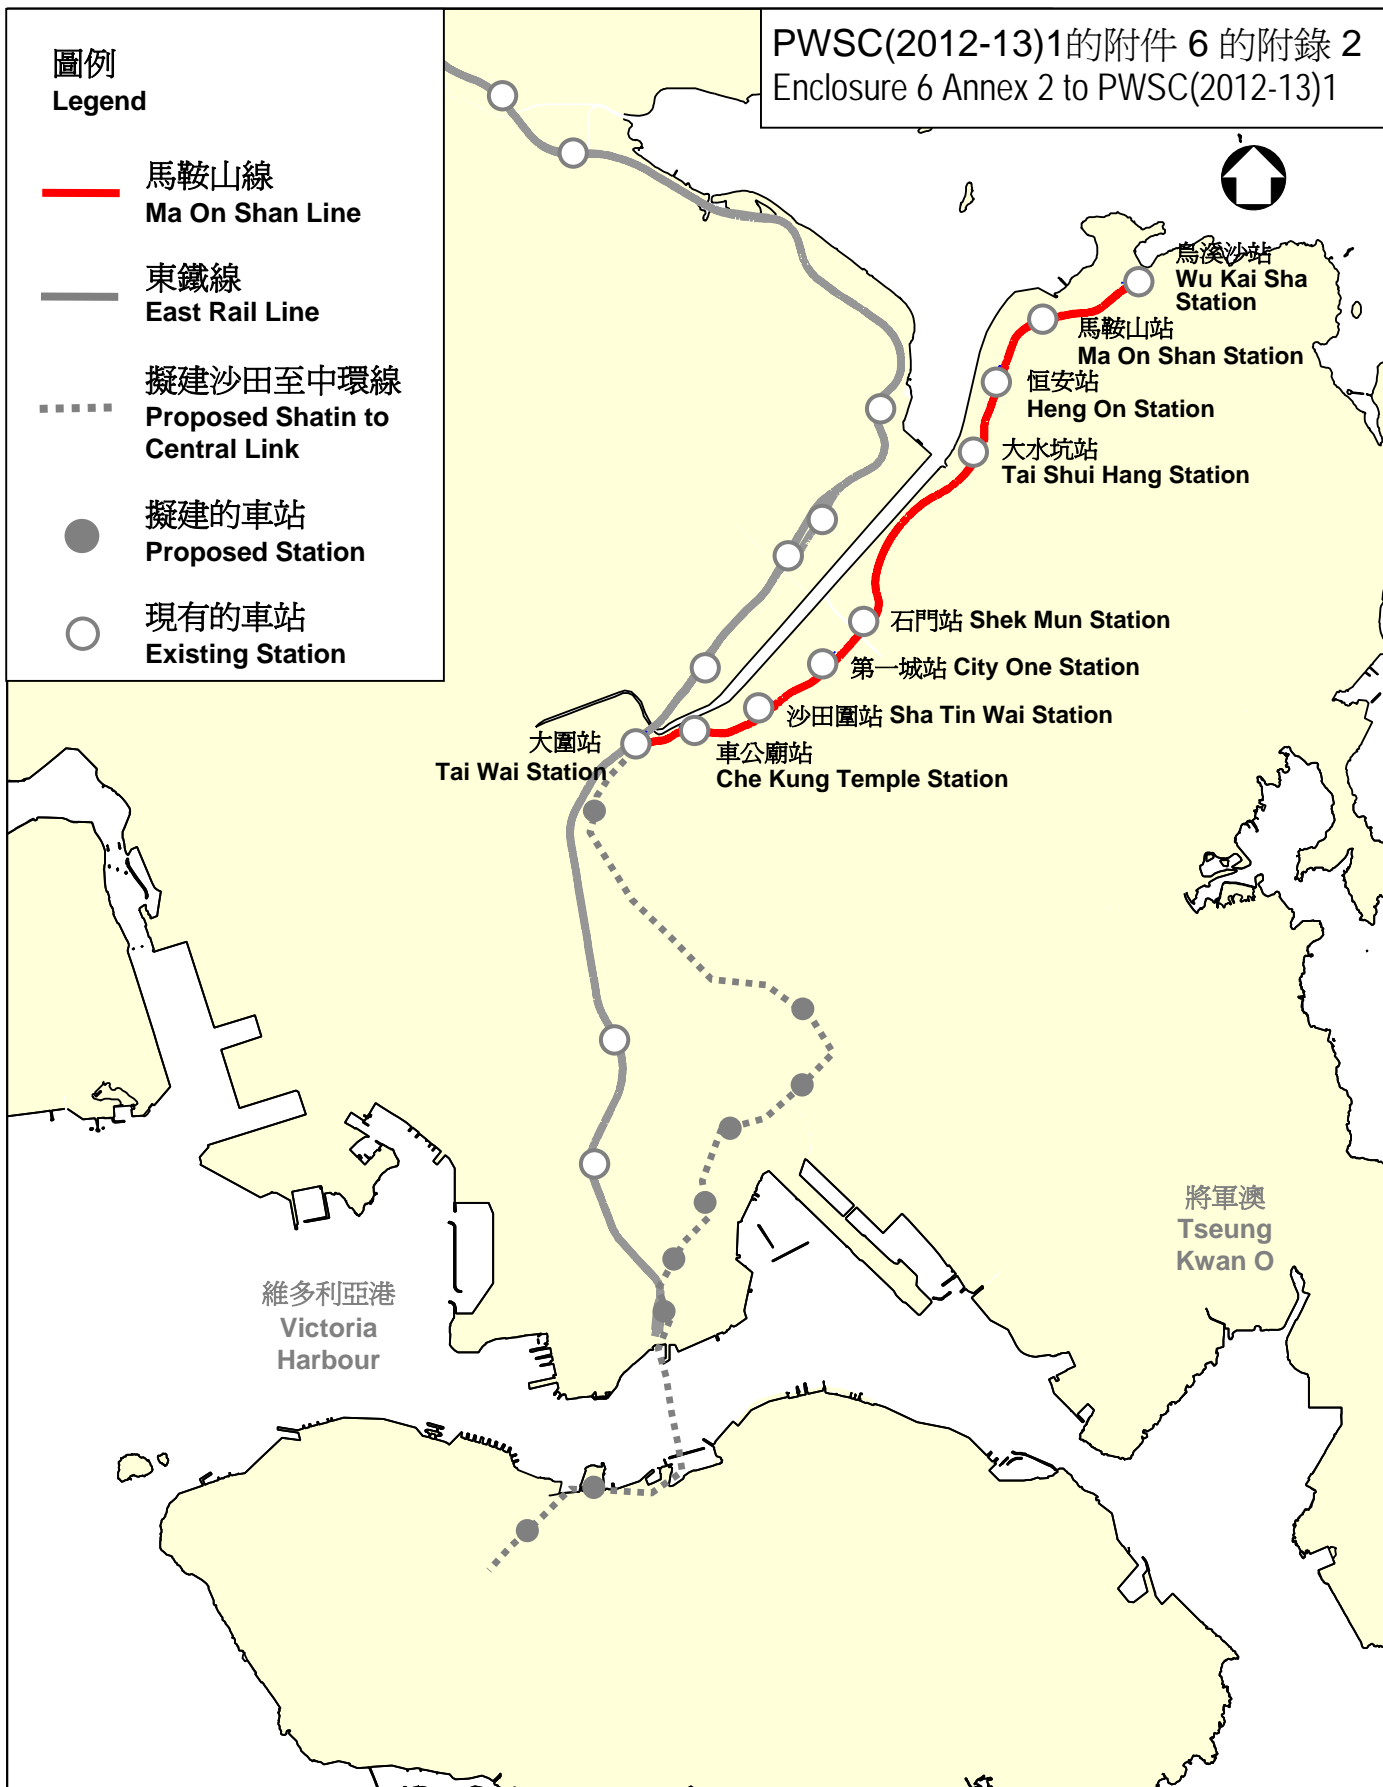 PWSC(2012-13)1的附件 6 的附錄 2
Enclosure 6 Annex 2 to PWSC(2012-13)1
圖例
Legend
馬鞍山線
Ma On Shan Line
東鐵線
East Rail Line
擬建沙田至中環線
Proposed Shatin to
Central Link
擬建的車站
Proposed Station
現有的車站
Existing Station
烏溪沙站
Wu Kai Sha
Station
馬鞍山站
Ma On Shan Station
恒安站
Heng On Station
大水坑站
Tai Shui Hang Station
石門站 Shek Mun Station
第一城站 City One Station
沙田圍站 Sha Tin Wai Station
車公廟站
Che Kung Temple Station
大圍站
Tai Wai Station
將軍澳
Tseung
Kwan O
維多利亞港
Victoria
Harbour